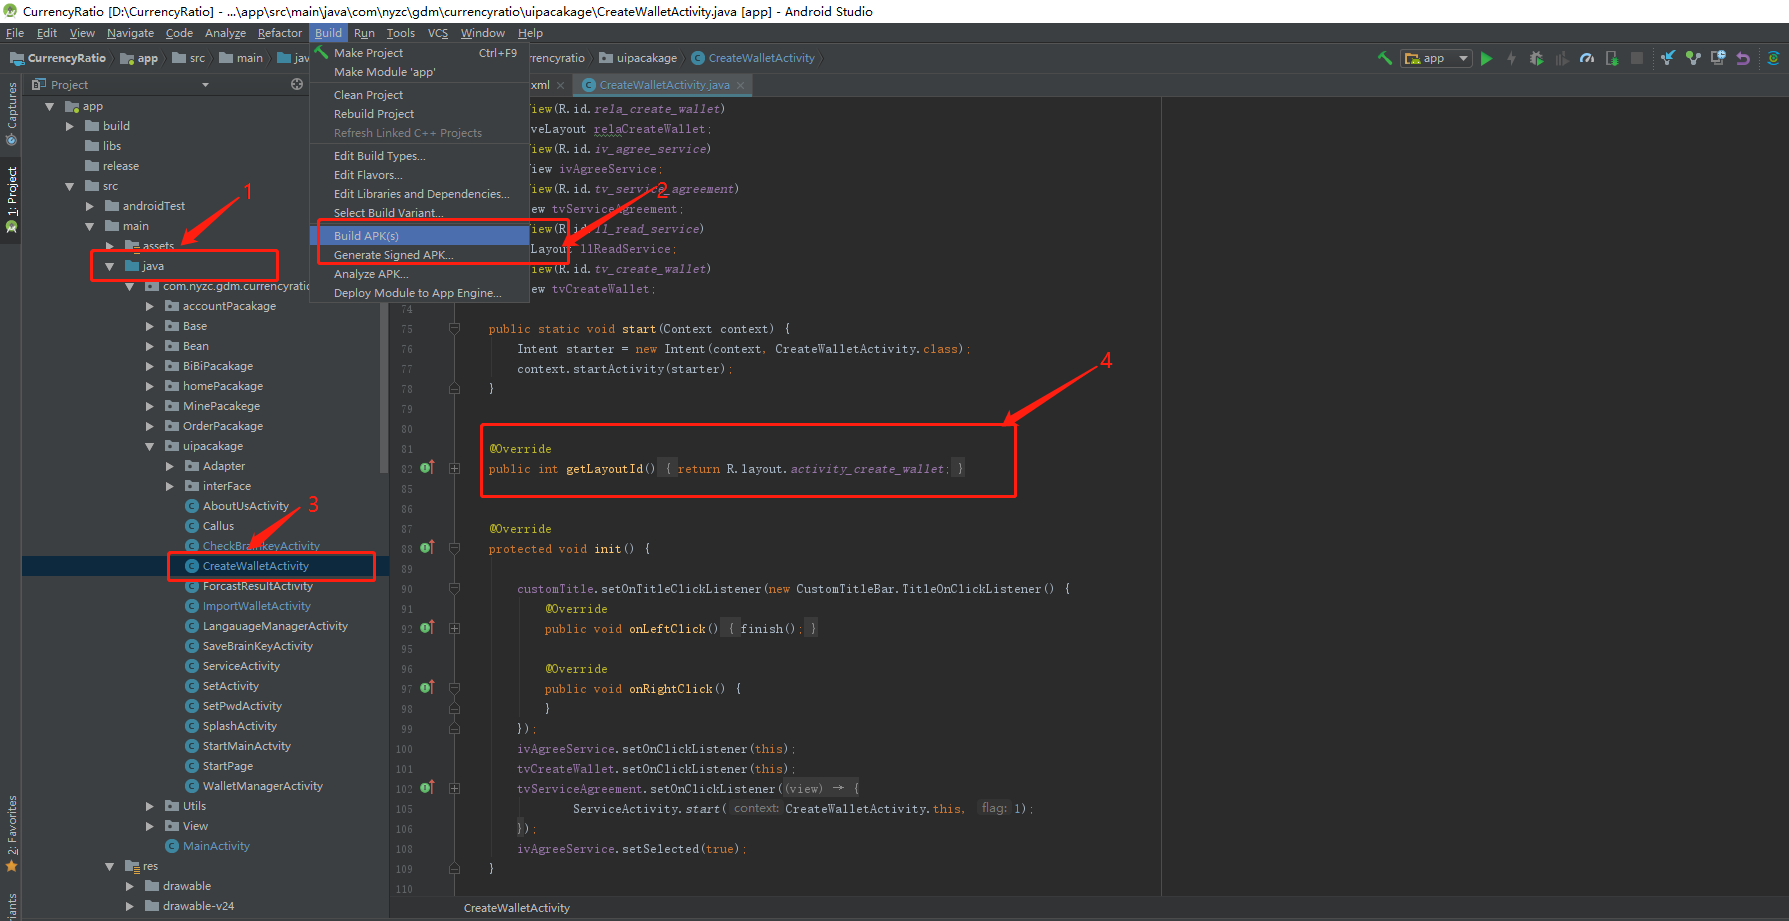 CurrencyRatio [D:\CurrencyRatio] - ...\app\src\main\java\com\nyzc\gdm\currencyratio\uipacakage\CreateWalletActivity.java [app] - Android Studio
File Edit View Navigate Code Analyze Refactor Build Run Tools VCS Window Help
CurrencyRatio app src main jav
Make Project Ctrl+F9
Make Module 'app'
Clean Project
Rebuild Project
Refresh Linked C++ Projects
Edit Build Types...
Edit Flavors...
Edit Libraries and Dependencies...
Select Build Variant...
Build APK(s)
Generate Signed APK...
Analyze APK...
Deploy Module to App Engine...
rrencyratio uipacakage CreateWalletActivity
app
Captures
1: Project
2: Favorites
iants
Project
app
build
libs
release
src
androidTest
main
assets
java
com.nyzc.gdm.currencyratio
accountPacakage
Base
Bean
BiBiPacakage
homePacakage
MinePacakege
OrderPacakage
uipacakage
Adapter
interFace
AboutUsActivity
Callus
CheckBrainkeyActivity
CreateWalletActivity
ForcastResultActivity
ImportWalletActivity
LangauageManagerActivity
SaveBrainKeyActivity
ServiceActivity
SetActivity
SetPwdActivity
SplashActivity
StartMainActvity
StartPage
WalletManagerActivity
Utils
View
MainActivity
res
drawable
drawable-v24
1
2
3
4
xml CreateWalletActivity.java
iew(R.id.rela_create_wallet)
veLayout relaCreateWallet;
iew(R.id.iv_agree_service)
iew ivAgreeService;
iew(R.id.tv_service_agreement)
ew tvServiceAgreement;
iew(R.id.ll_read_service)
Layout llReadService;
iew(R.id.tv_create_wallet)
ew tvCreateWallet;
74
75 public static void start(Context context) {
76 Intent starter = new Intent(context, CreateWalletActivity.class);
77 context.startActivity(starter);
78 }
79
80
81 @Override
82 public int getLayoutId() { return R.layout.activity_create_wallet; }
85
86
87 @Override
88 protected void init() {
89
90 customTitle.setOnTitleClickListener(new CustomTitleBar.TitleOnClickListener() {
91 @Override
92 public void onLeftClick() { finish(); }
95
96 @Override
97 public void onRightClick() {
98 }
99 });
100 ivAgreeService.setOnClickListener(this);
101 tvCreateWallet.setOnClickListener(this);
102 tvServiceAgreement.setOnClickListener((view) → {
105 ServiceActivity.start( context: CreateWalletActivity.this, flag: 1);
106 });
108 ivAgreeService.setSelected(true);
109 }
110
CreateWalletActivity